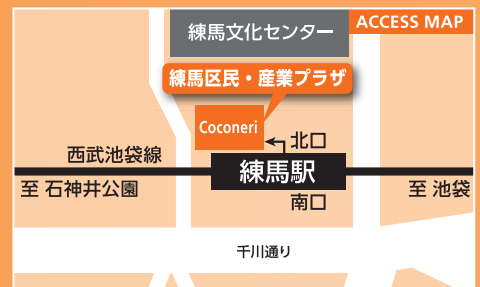 ACCESS MAP
練馬文化センター
練馬区民・産業プラザ
Coconeri
北口
西武池袋線
練馬駅
至 石神井公園
至 池袋
南口
千川通り